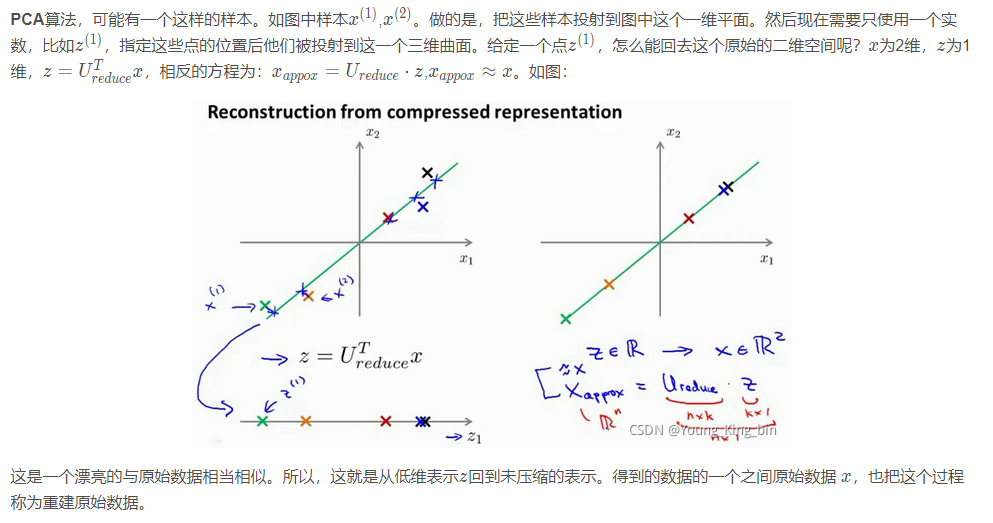 PCA算法，可能有一个这样的样本。如图中样本x^(1),x^(2)。做的是，把这些样本投射到图中这个一维平面。然后现在需要只使用一个实
数，比如z^(1)，指定这些点的位置后他们被投射到这一个三维曲面。给定一个点z^(1)，怎么能回去这个原始的二维空间呢？x为2维，z为1
维，z = U^T_reduce x，相反的方程为：x_appox = U_reduce · z,x_appox ≈ x。如图：
Reconstruction from compressed representation
x₂
x₂
x₁
x₁
x^(1)
x^(2)
→ z = U^T_reduce x
z^(1)
→ z₁
z ∈ ℝ → x ∈ ℝ²
≈x
X_approx = U_reduce · z
ℝⁿ
n×k
k×1
n×1
CSDN @Young_King_bin
这是一个漂亮的与原始数据相当相似。所以，这就是从低维表示z回到未压缩的表示。得到的数据的一个之间原始数据 x，也把这个过程
称为重建原始数据。